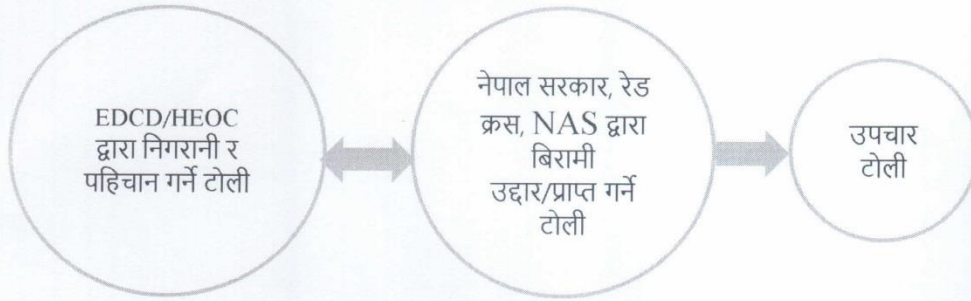 EDCD/HEOC
द्वारा निगरानी र
पहिचान गर्ने टोली
नेपाल सरकार, रेड
क्रस, NAS द्वारा
बिरामी
उद्दार/प्राप्त गर्ने
टोली
उपचार
टोली